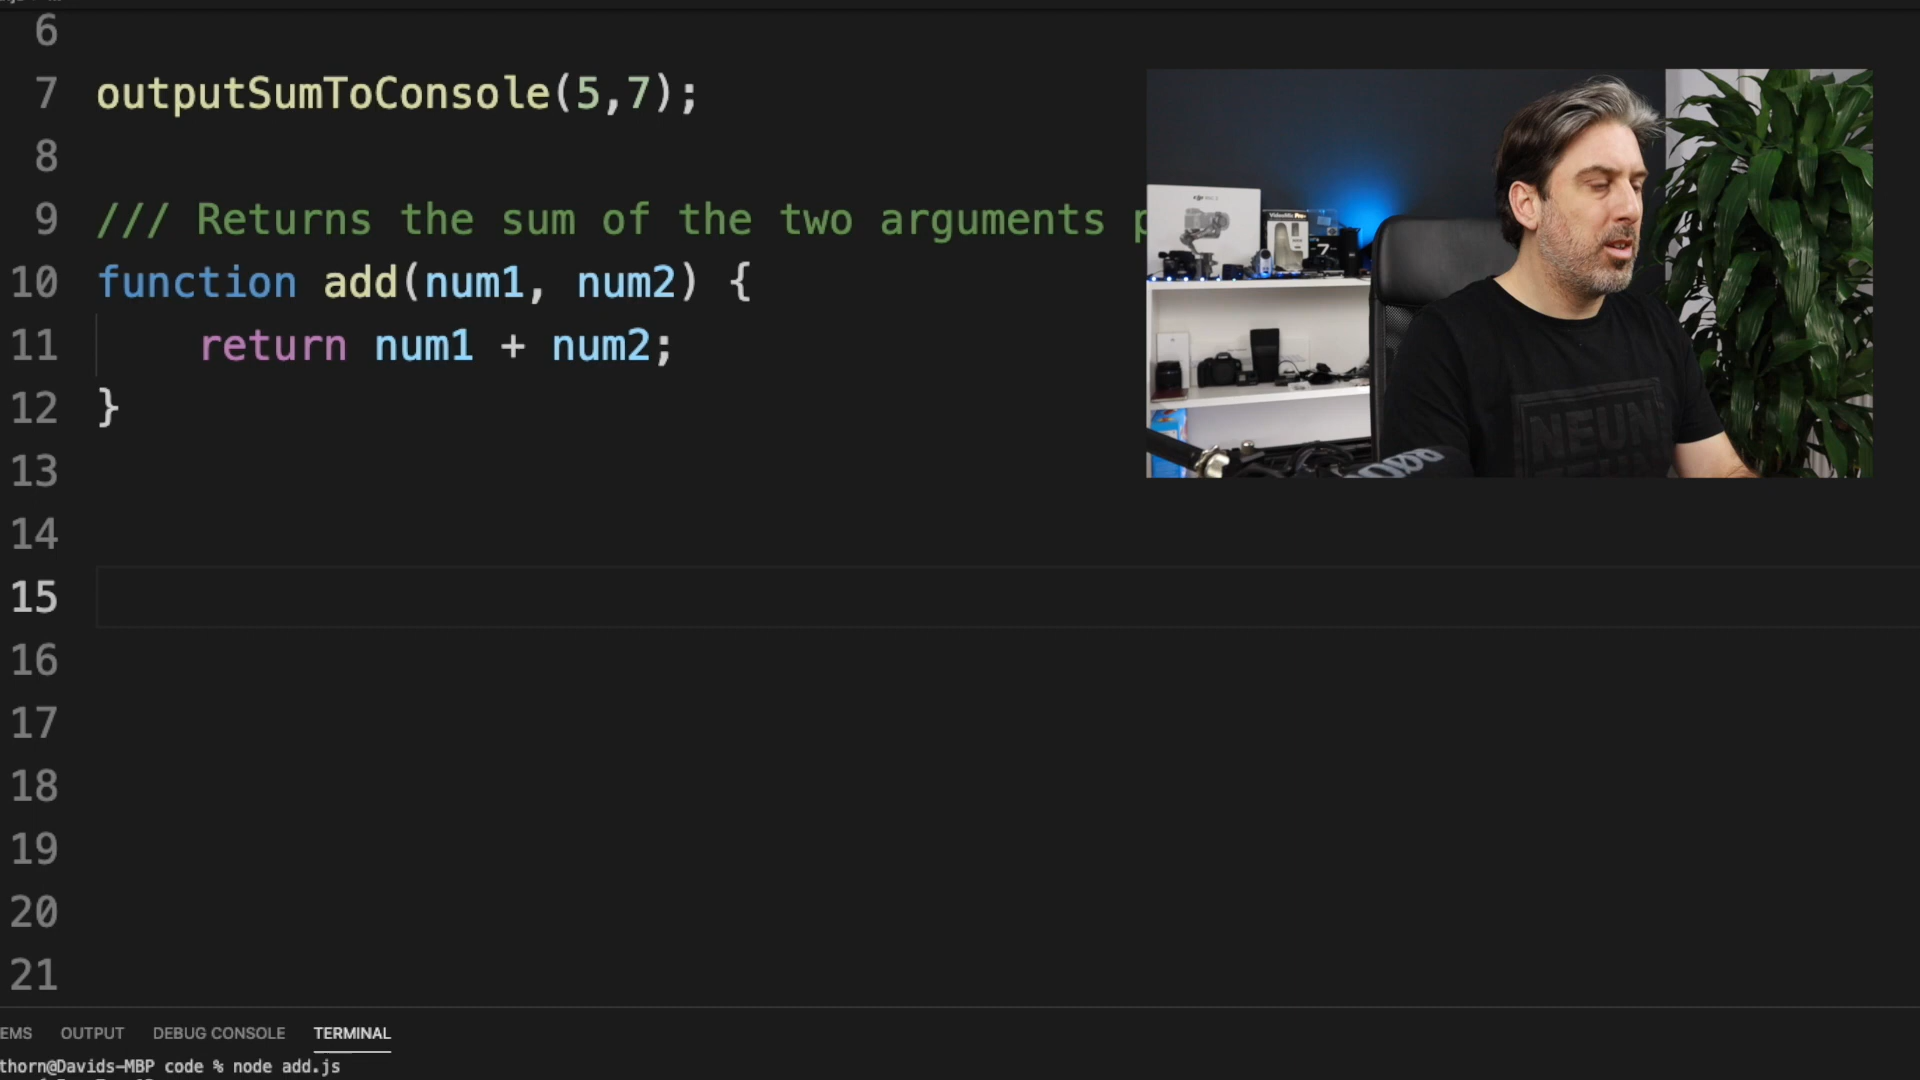 6
7 outputSumToConsole(5,7);
8
9 /// Returns the sum of the two arguments p
10 function add(num1, num2) {
11 return num1 + num2;
12 }
13
14
15
16
17
18
19
20
21
EMS OUTPUT DEBUG CONSOLE TERMINAL
thorn@Davids-MBP code % node add.js
NEUN